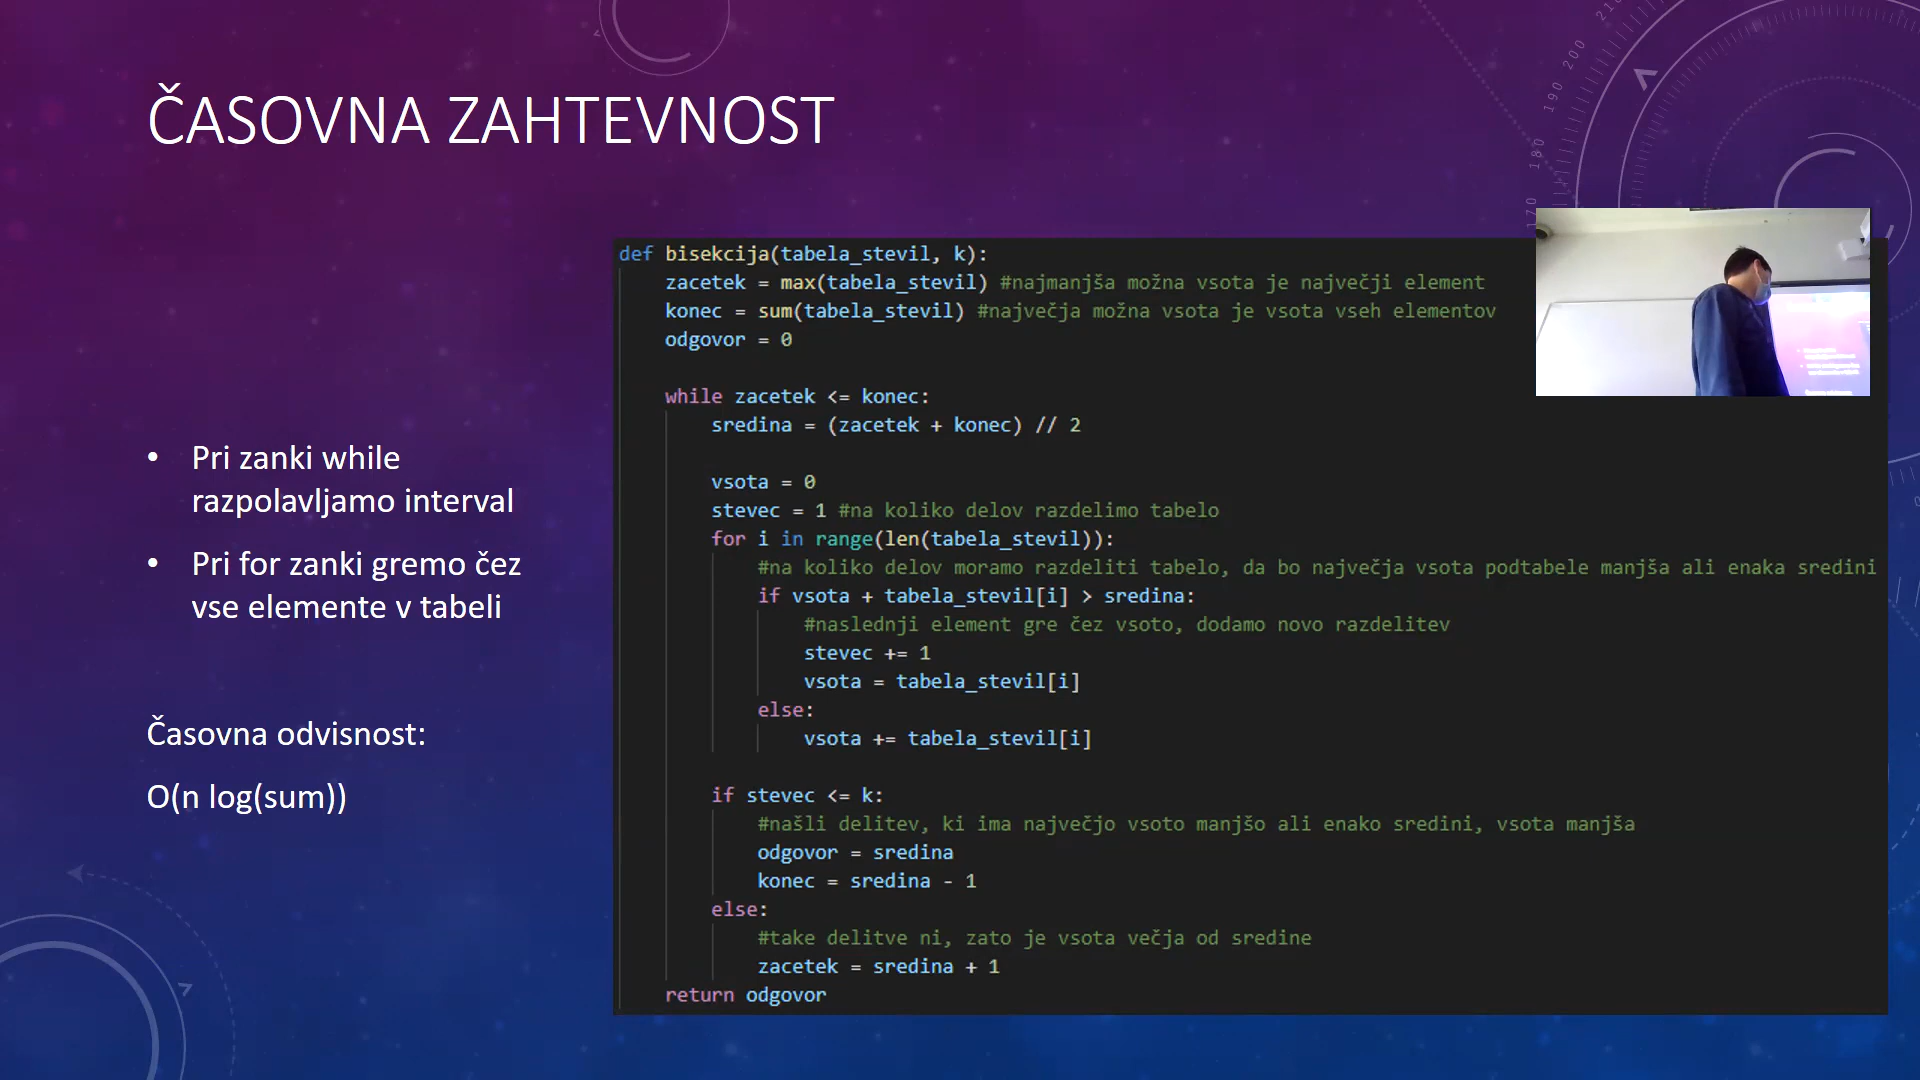 ČASOVNA ZAHTEVNOST
• Pri zanki while
razpolavljamo interval
• Pri for zanki gremo čez
vse elemente v tabeli
Časovna odvisnost:
O(n log(sum))
def bisekcija(tabela_stevil, k):
    zacetek = max(tabela_stevil) #najmanjša možna vsota je največji element
    konec = sum(tabela_stevil) #največja možna vsota je vsota vseh elementov
    odgovor = 0
    while zacetek <= konec:
        sredina = (zacetek + konec) // 2
        vsota = 0
        stevec = 1 #na koliko delov razdelimo tabelo
        for i in range(len(tabela_stevil)):
            #na koliko delov moramo razdeliti tabelo, da bo največja vsota podtabele manjša ali enaka sredini
            if vsota + tabela_stevil[i] > sredina:
                #naslednji element gre čez vsoto, dodamo novo razdelitev
                stevec += 1
                vsota = tabela_stevil[i]
            else:
                vsota += tabela_stevil[i]
        if stevec <= k:
            #našli delitev, ki ima največjo vsoto manjšo ali enako sredini, vsota manjša
            odgovor = sredina
            konec = sredina - 1
        else:
            #take delitve ni, zato je vsota večja od sredine
            zacetek = sredina + 1
    return odgovor
200
190
180
170